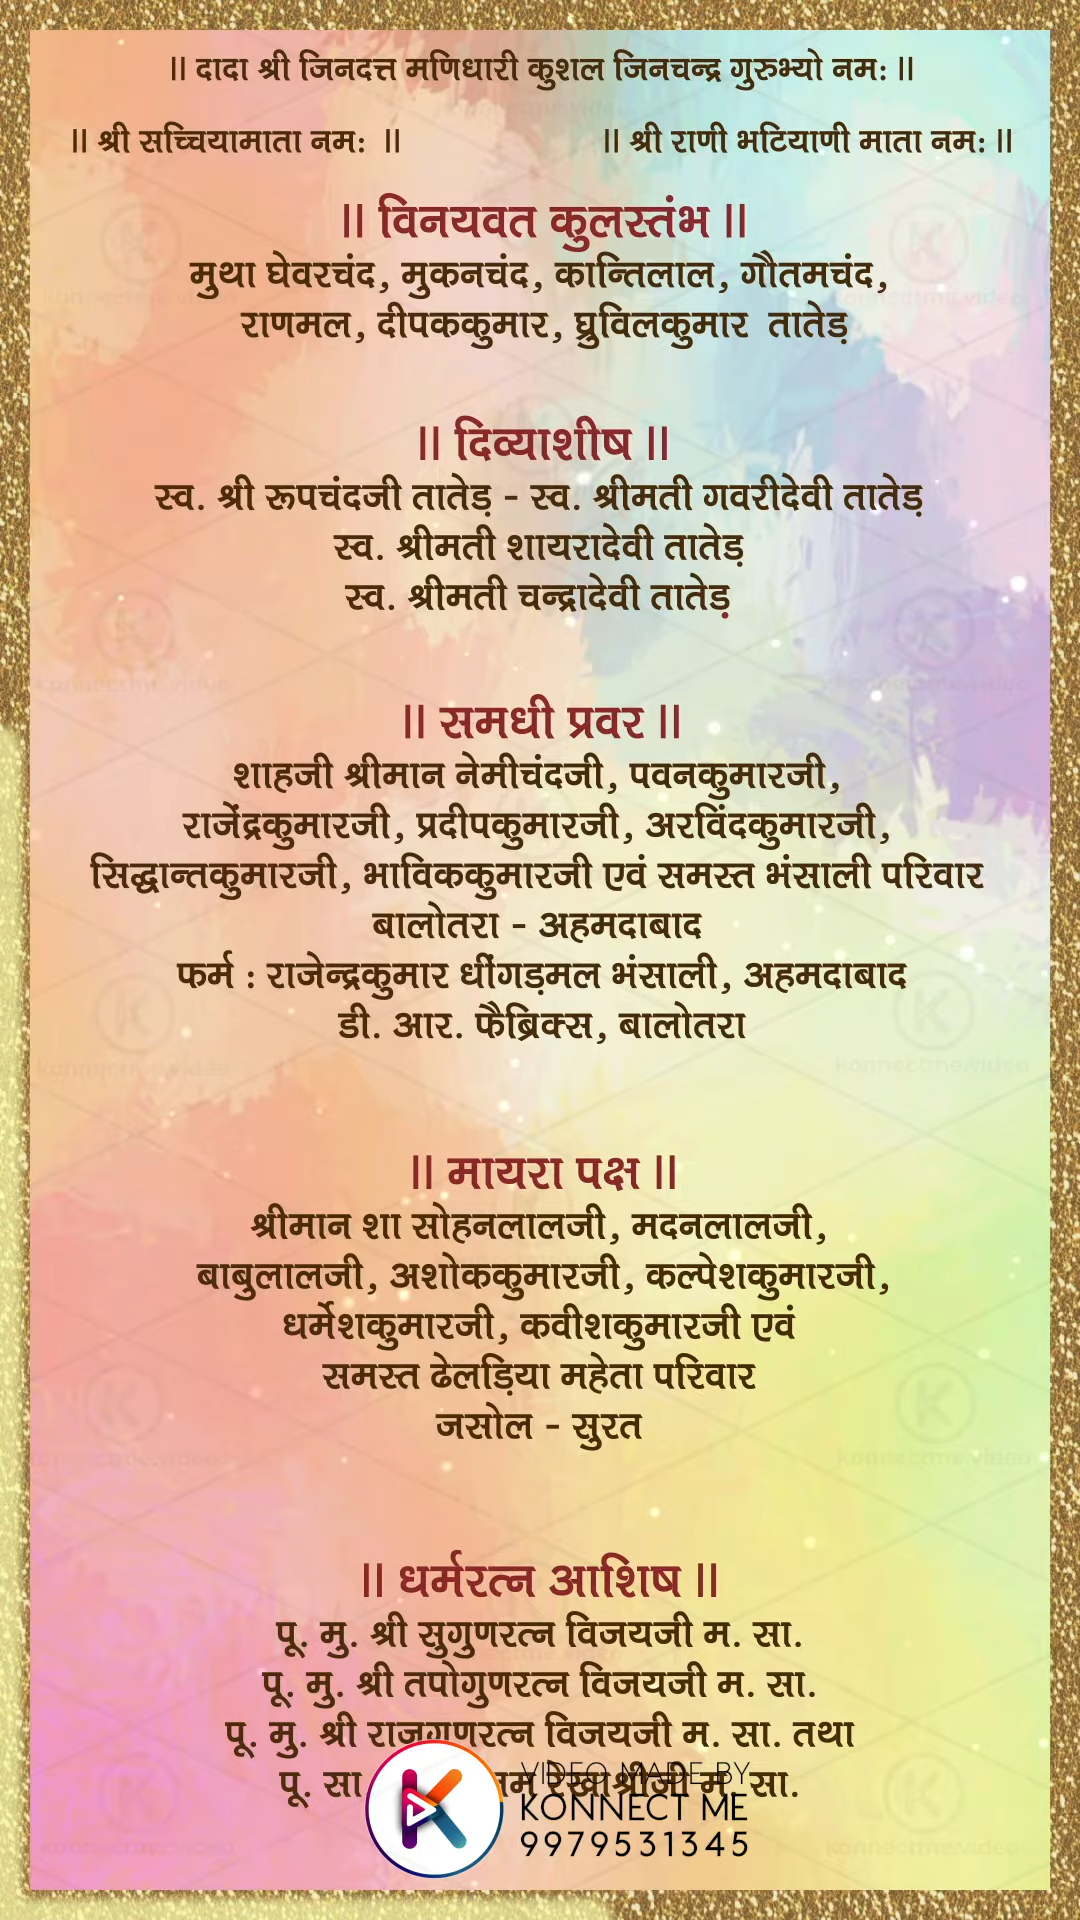 ॥ दादा श्री जिनदत्त मणिधारी कुशल जिनचन्द्र गुरुभ्यो नमः ॥
॥ श्री सच्चियामाता नमः ॥ ॥ श्री राणी भटियाणी माता नमः ॥
॥ विनयवत कुलस्तंभ ॥
मुथा घेवरचंद, मुकनचंद, कान्तिलाल, गौतमचंद,
राणमल, दीपककुमार, घ्रुविलकुमार तातेड़
॥ दिव्याशीष ॥
स्व. श्री रूपचंदजी तातेड़ - स्व. श्रीमती गवरीदेवी तातेड़
स्व. श्रीमती शायरादेवी तातेड़
स्व. श्रीमती चन्द्रादेवी तातेड़
॥ समधी प्रवर ॥
शाहजी श्रीमान नेमीचंदजी, पवनकुमारजी,
राजेंद्रकुमारजी, प्रदीपकुमारजी, अरविंदकुमारजी,
सिद्धान्तकुमारजी, भाविककुमारजी एवं समस्त भंसाली परिवार
बालोतरा - अहमदाबाद
फर्म : राजेन्द्रकुमार धींगड़मल भंसाली, अहमदाबाद
डी. आर. फैब्रिक्स, बालोतरा
॥ मायरा पक्ष ॥
श्रीमान शा सोहनलालजी, मदनलालजी,
बाबुलालजी, अशोककुमारजी, कल्पेशकुमारजी,
धर्मेशकुमारजी, कवीशकुमारजी एवं
समस्त ढेलड़िया महेता परिवार
जसोल - सुरत
॥ धर्मरत्न आशिष ॥
पू. मु. श्री सुगुणरत्न विजयजी म. सा.
पू. मु. श्री तपोगुणरत्न विजयजी म. सा.
पू. मु. श्री राजगुणरत्न विजयजी म. सा. तथा
पू. सा रेखाश्रीजी म. सा.
VIDEO MADE BY
KONNECT ME
9979531345